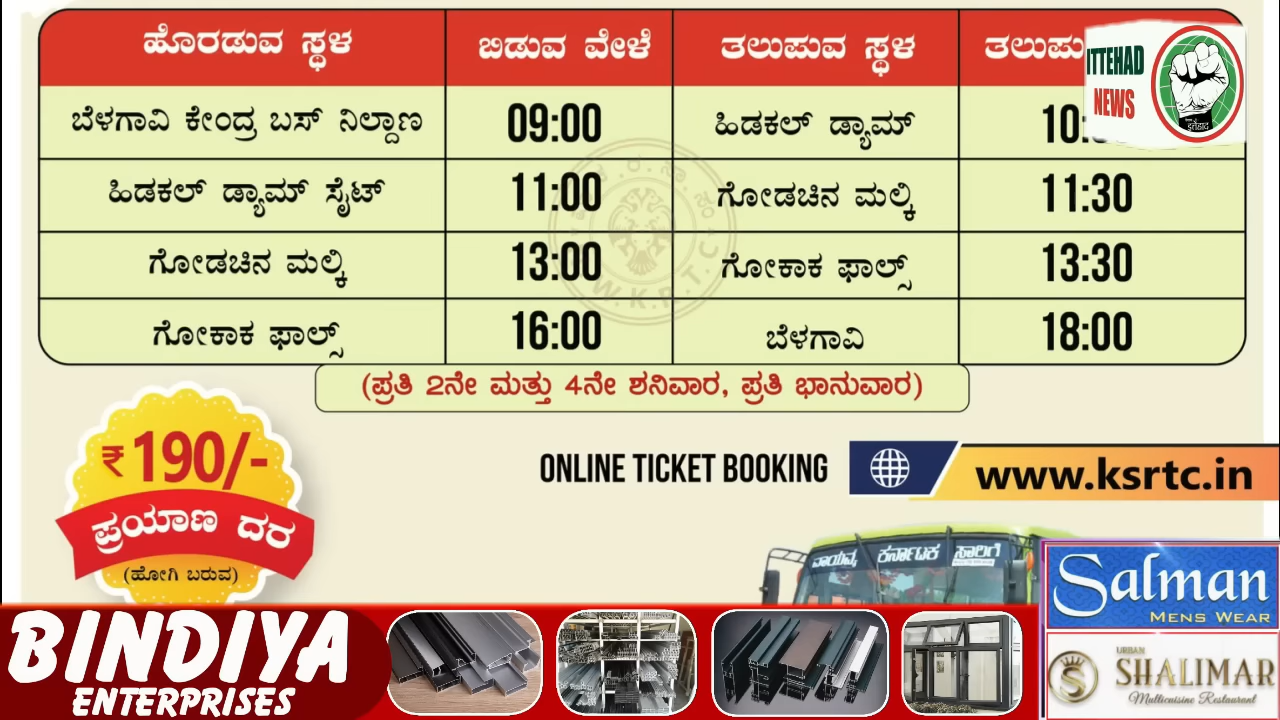 ಹೊರಡುವ ಸ್ಥಳ ಬಿಡುವ ವೇಳೆ ತಲುಪುವ ಸ್ಥಳ
ITTEHAD
NEWS
ಬೆಳಗಾವಿ ಕೇಂದ್ರ ಬಸ್ ನಿಲ್ದಾಣ 09:00 ಹಿಡಕಲ್ ಡ್ಯಾಮ್
ಹಿಡಕಲ್ ಡ್ಯಾಮ್ ಸೈಟ್ 11:00 ಗೋಡಚಿನ ಮಲ್ಕಿ 11:30
ಗೋಡಚಿನ ಮಲ್ಕಿ 13:00 ಗೋಕಾಕ ಫಾಲ್ಸ್ 13:30
ಗೋಕಾಕ ಫಾಲ್ಸ್ 16:00 ಬೆಳಗಾವಿ 18:00
(ಪ್ರತಿ 2ನೇ ಮತ್ತು 4ನೇ ಶನಿವಾರ, ಪ್ರತಿ ಭಾನುವಾರ)
₹190/-
ಪ್ರಯಾಣ ದರ
(ಹೋಗಿ ಬರುವ)
ONLINE TICKET BOOKING www.ksrtc.in
ವಾಯವ್ಯ ಕರ್ನಾಟಕ ಸಾರಿಗೆ
Salman
MENS WEAR
URBAN
SHALIMAR
Multicuisine Restaurant
BINDIYA
ENTERPRISES